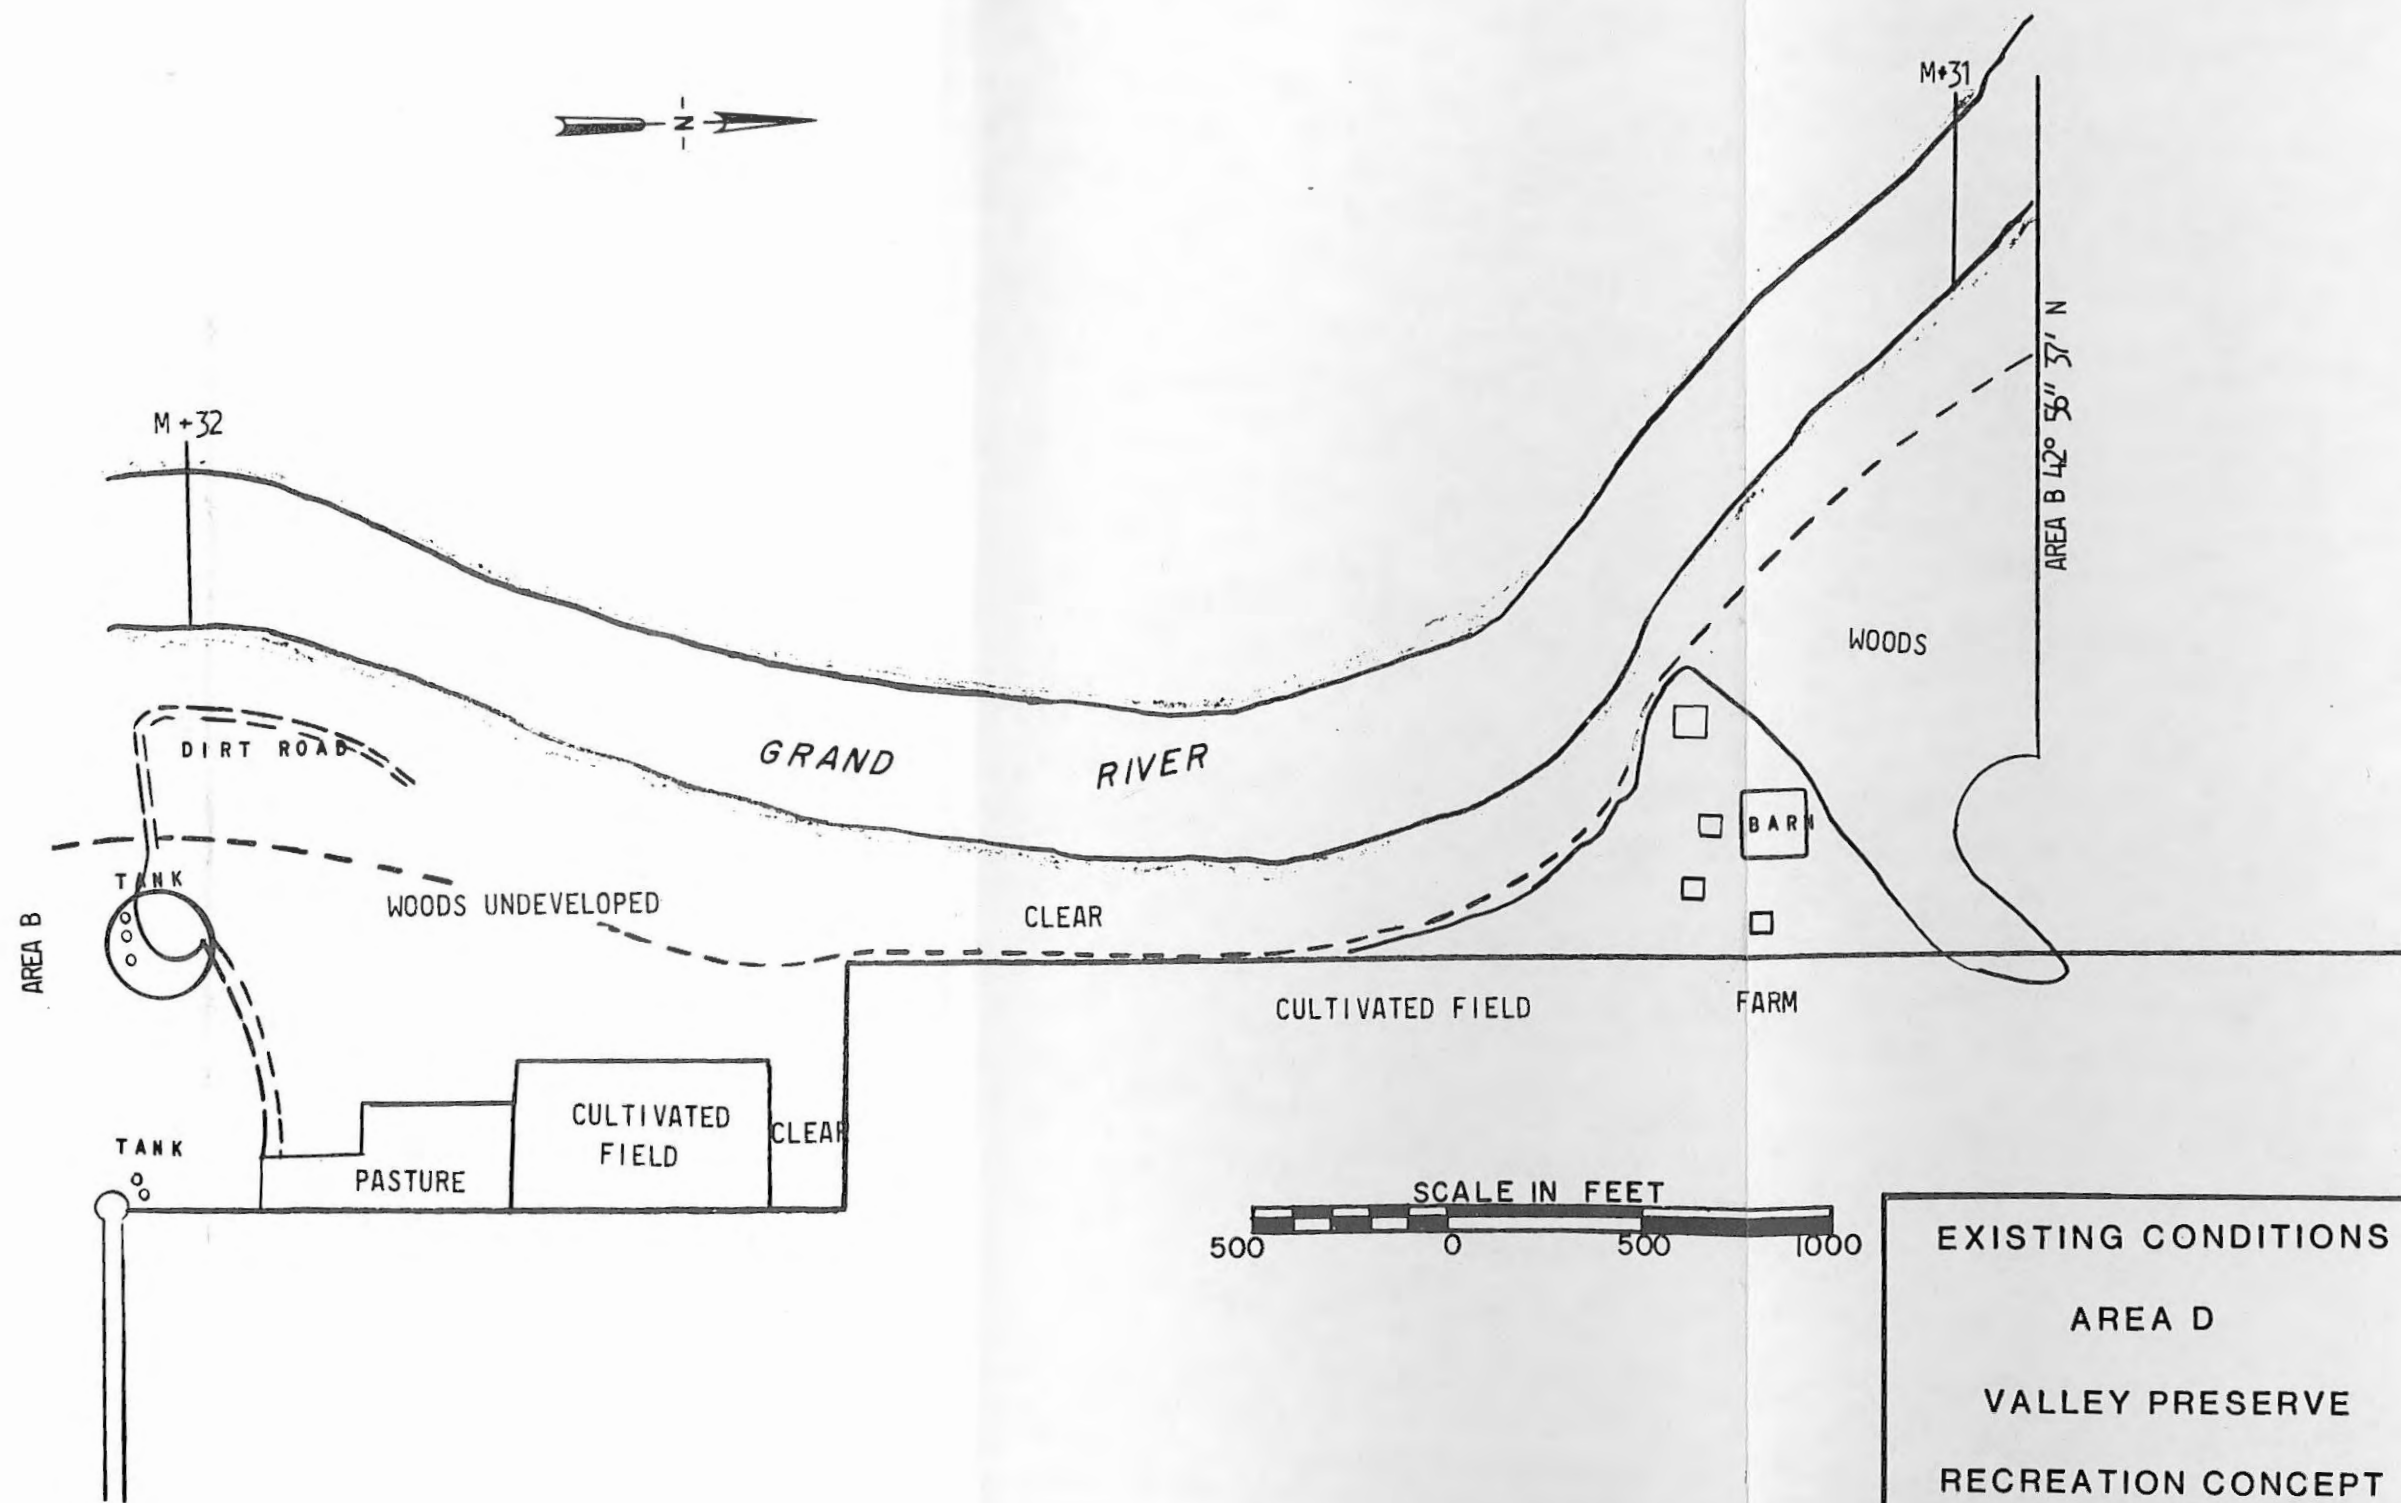 M+31
N
AREA B 42° 56" 37' N
M+32
WOODS
DIRT ROAD
GRAND RIVER
BARN
TANK
WOODS UNDEVELOPED
CLEAR
AREA B
CULTIVATED FIELD
FARM
CULTIVATED
FIELD
CLEAR
TANK
PASTURE
SCALE IN FEET
500 0 500 1000
EXISTING CONDITIONS
AREA D
VALLEY PRESERVE
RECREATION CONCEPT